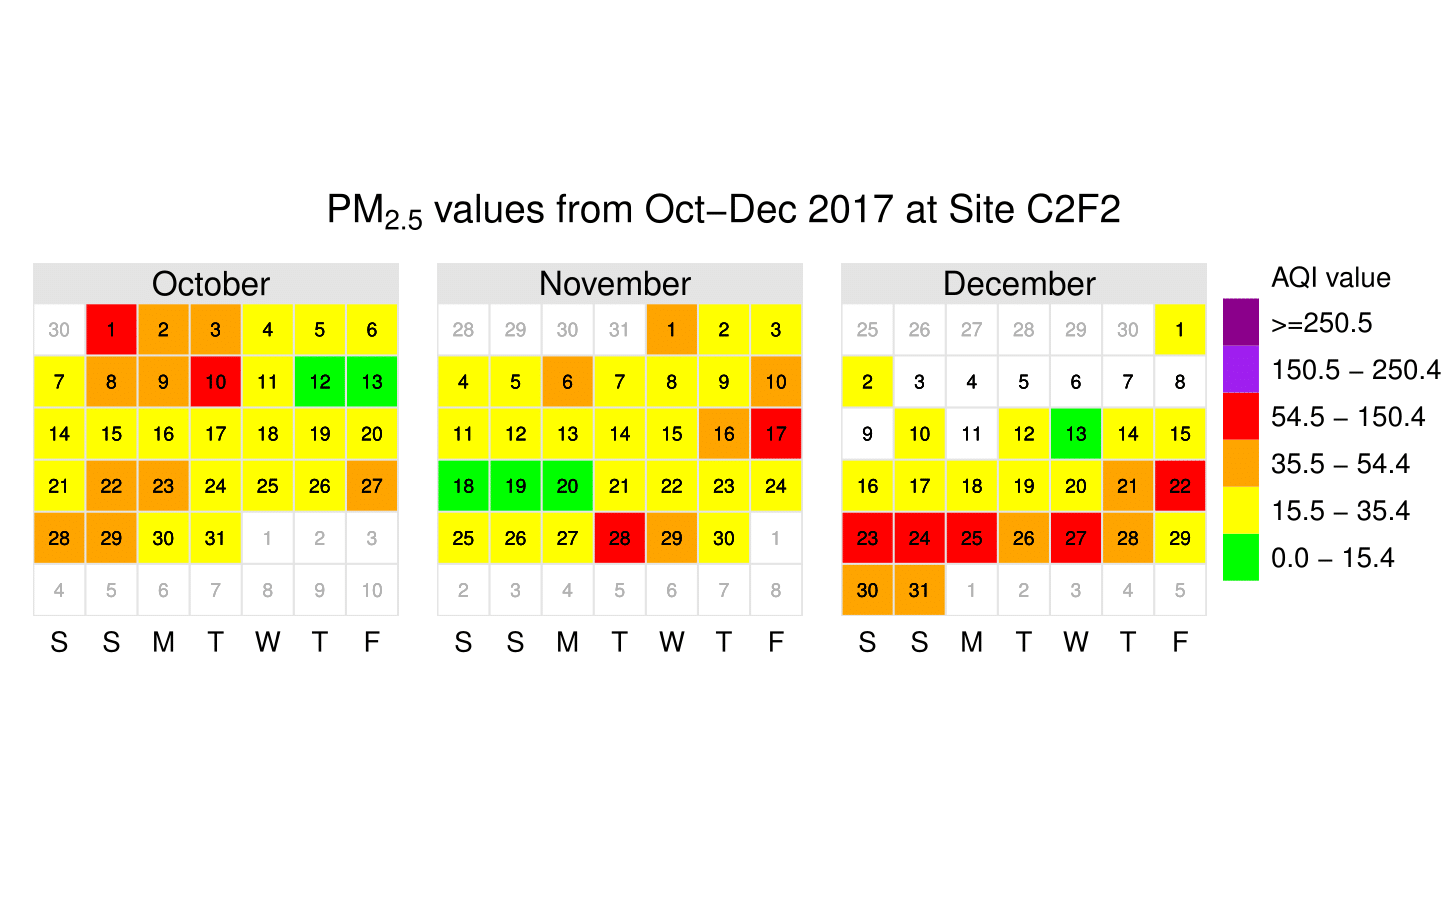 PM2.5 values from Oct−Dec 2017 at Site C2F2
October
30 1 2 3 4 5 6
7 8 9 10 11 12 13
14 15 16 17 18 19 20
21 22 23 24 25 26 27
28 29 30 31 1 2 3
4 5 6 7 8 9 10
S S M T W T F
November
28 29 30 31 1 2 3
4 5 6 7 8 9 10
11 12 13 14 15 16 17
18 19 20 21 22 23 24
25 26 27 28 29 30 1
2 3 4 5 6 7 8
S S M T W T F
December
25 26 27 28 29 30 1
2 3 4 5 6 7 8
9 10 11 12 13 14 15
16 17 18 19 20 21 22
23 24 25 26 27 28 29
30 31 1 2 3 4 5
S S M T W T F
AQI value
>=250.5
150.5 − 250.4
54.5 − 150.4
35.5 − 54.4
15.5 − 35.4
0.0 − 15.4